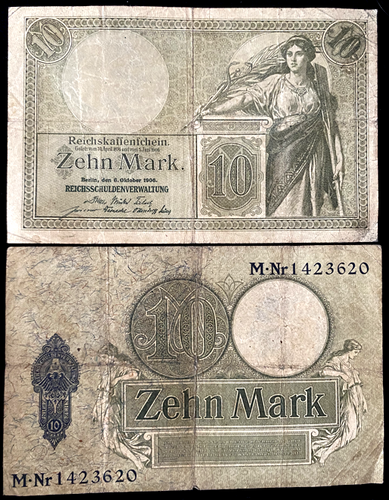 10
10
Reichskassenschein.
Zehn Mark.
Berlin, den 6. Oktober 1906.
REICHSSCHULDENVERWALTUNG
10
M·Nr1423620
10
Zehn Mark
10
M·Nr1423620